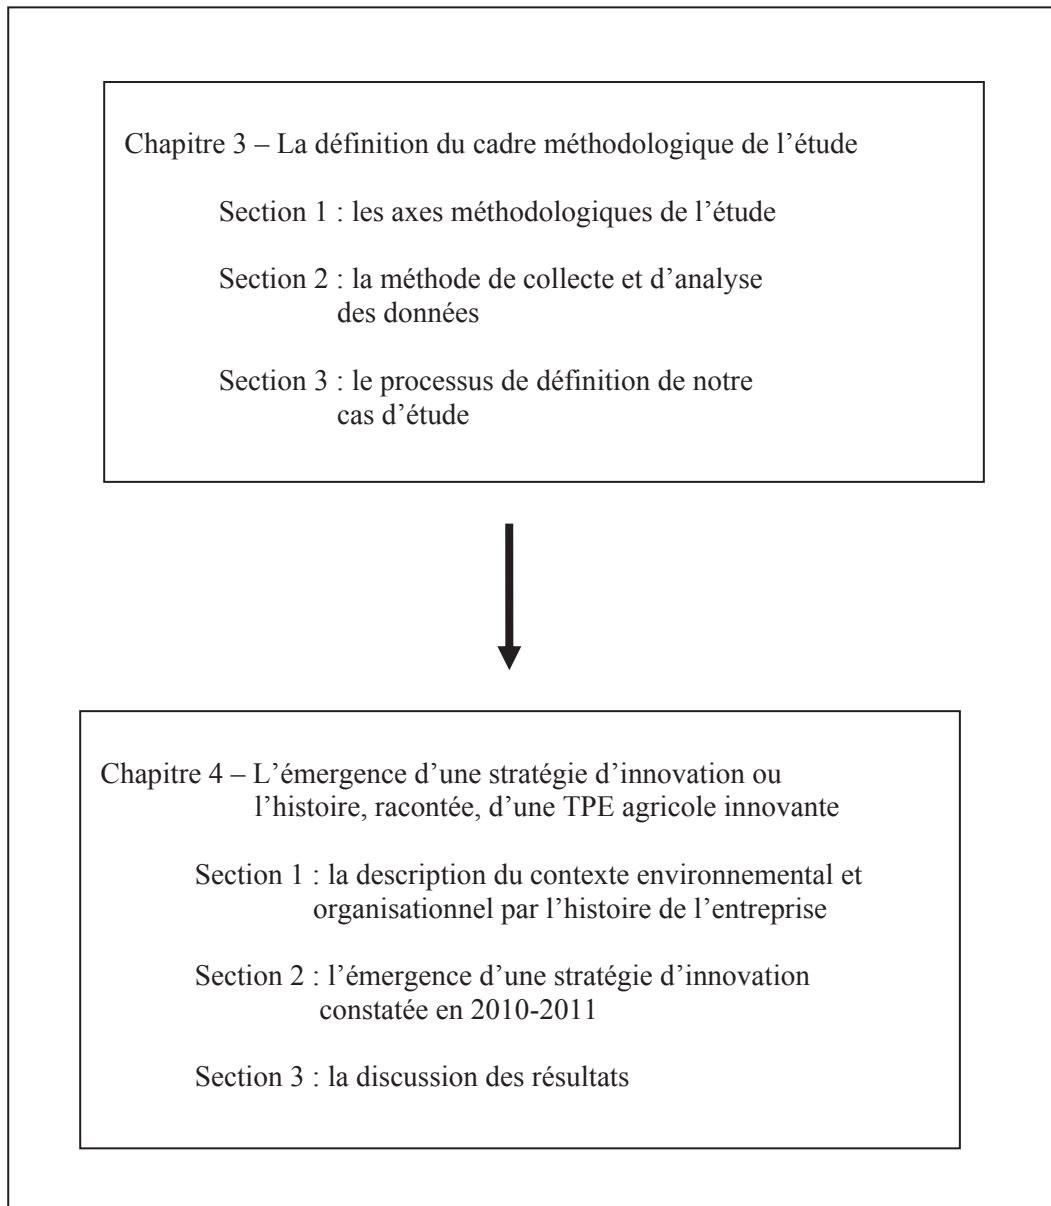 Chapitre 3 – La définition du cadre méthodologique de l’étude
Section 1 : les axes méthodologiques de l’étude
Section 2 : la méthode de collecte et d’analyse
des données
Section 3 : le processus de définition de notre
cas d’étude
Chapitre 4 – L’émergence d’une stratégie d’innovation ou
l’histoire, racontée, d’une TPE agricole innovante
Section 1 : la description du contexte environnemental et
organisationnel par l’histoire de l’entreprise
Section 2 : l’émergence d’une stratégie d’innovation
constatée en 2010-2011
Section 3 : la discussion des résultats